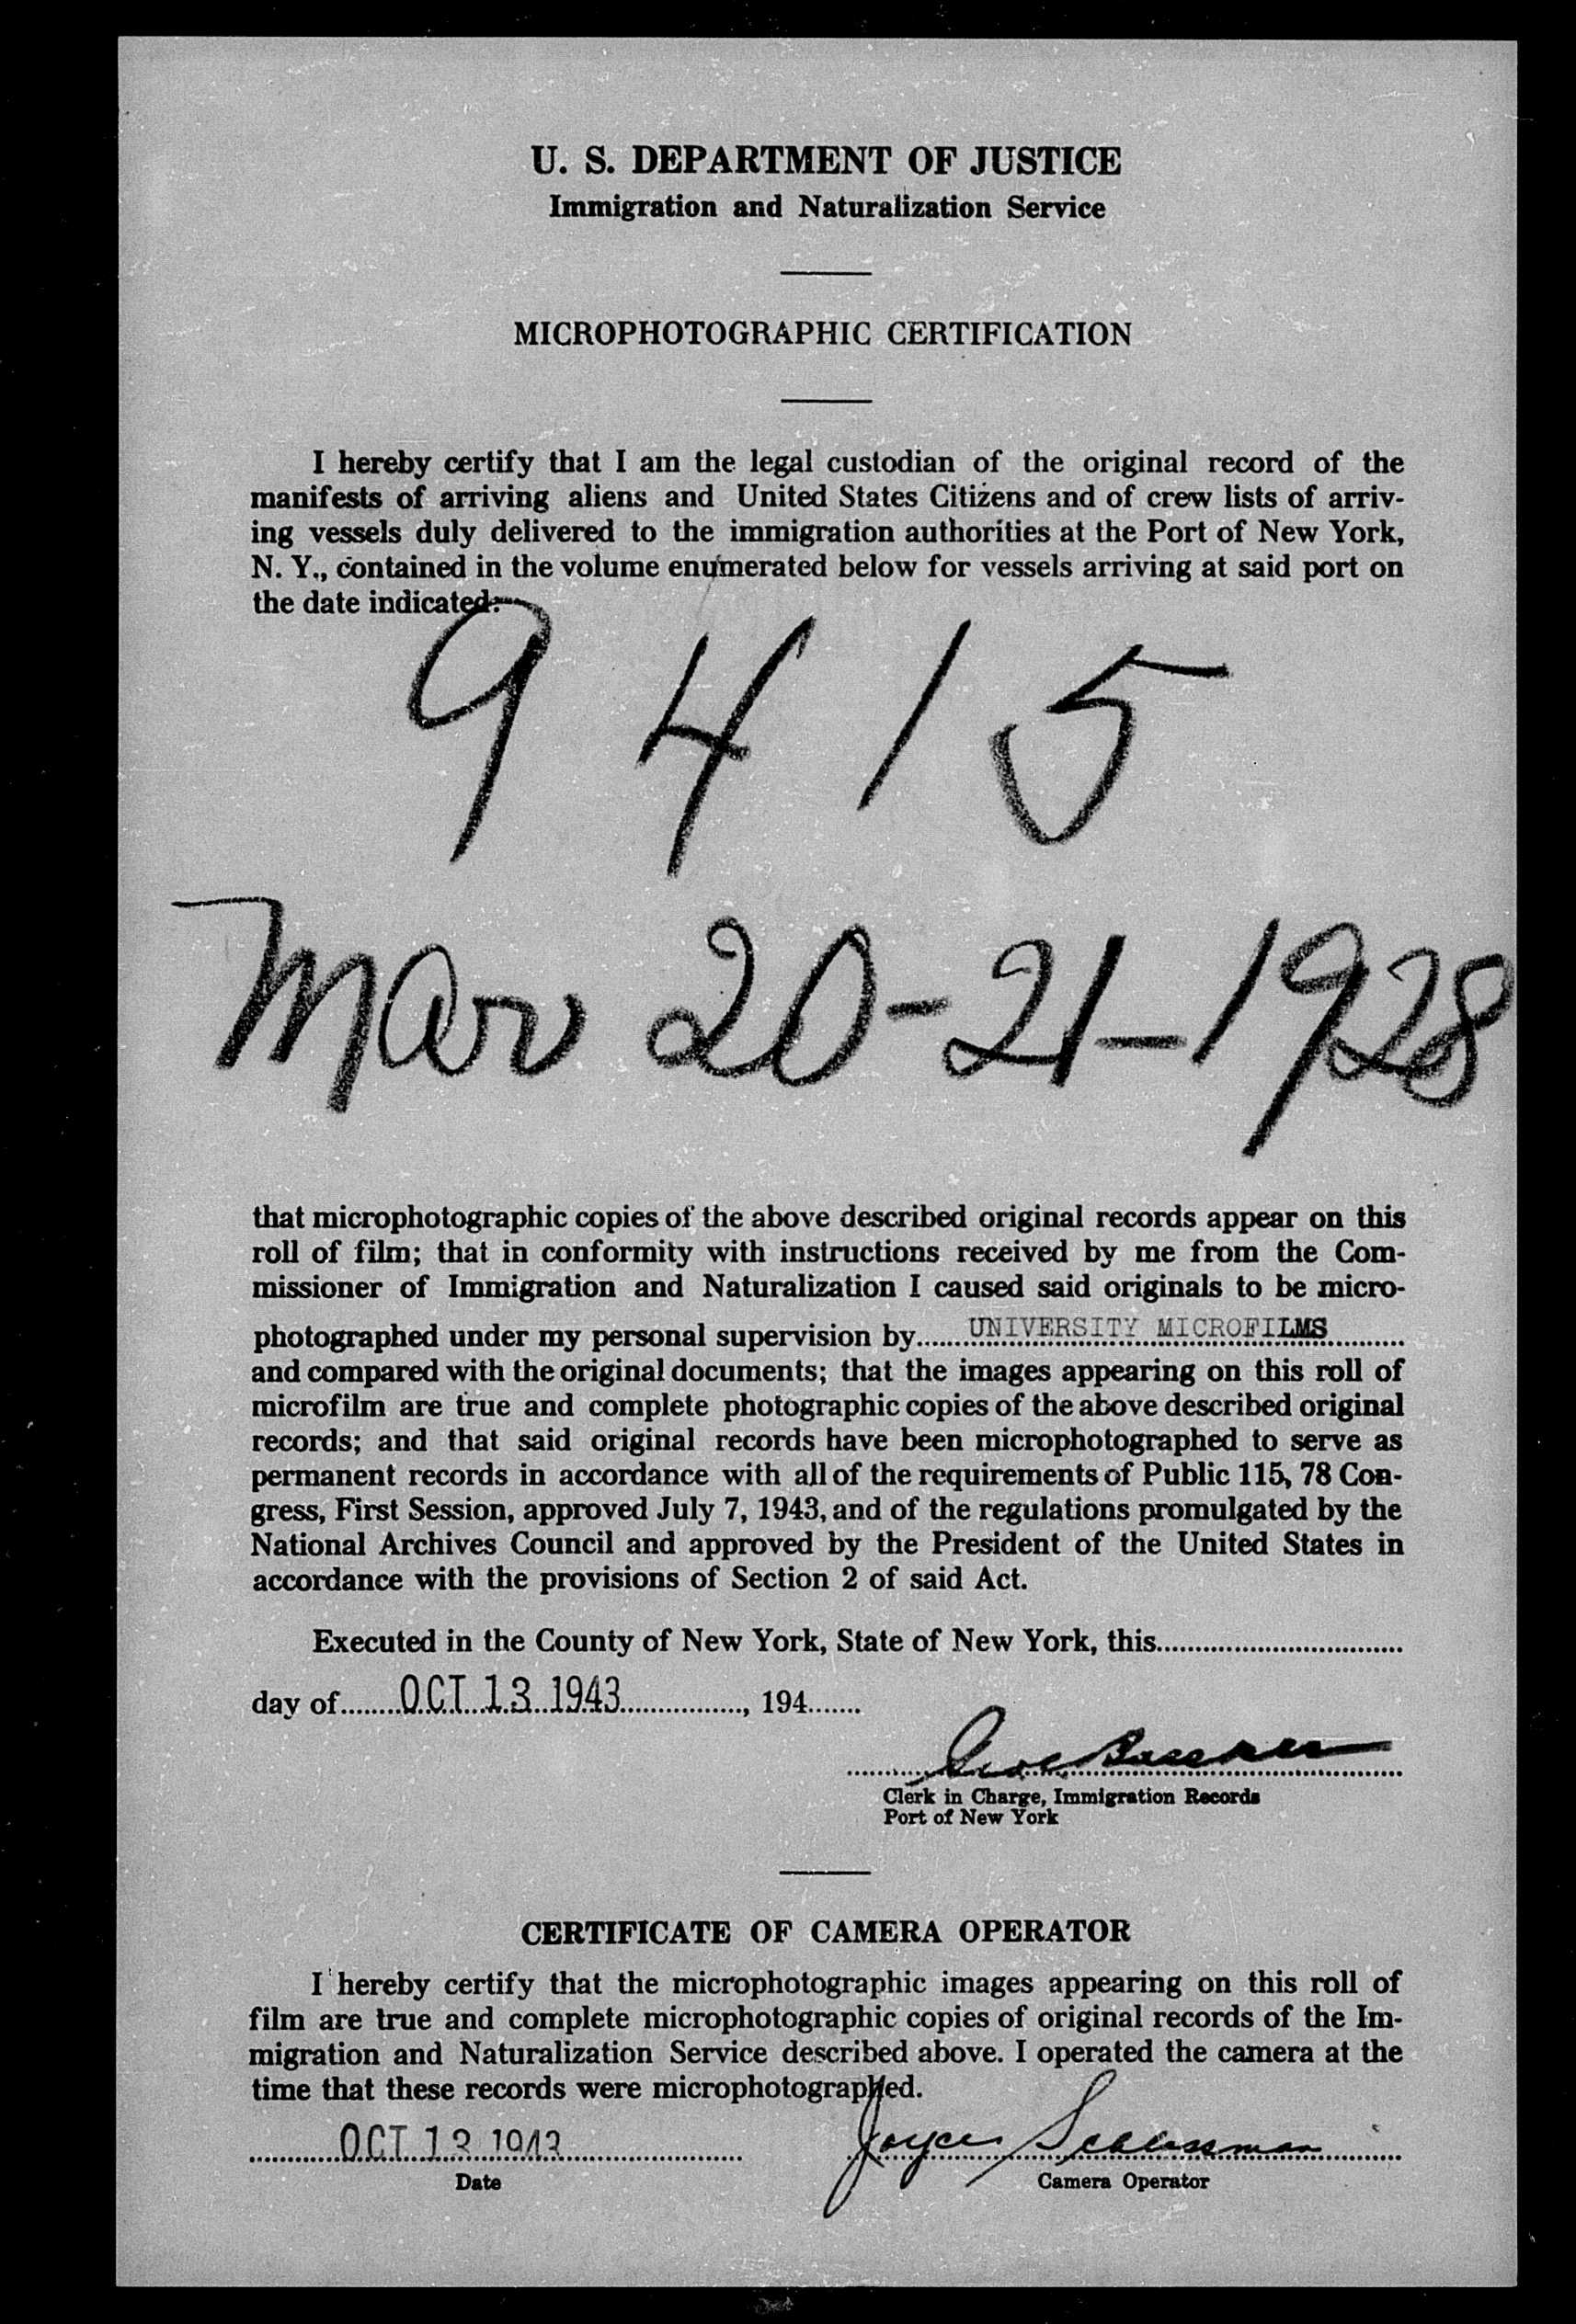 U. S. DEPARTMENT OF JUSTICE
Immigration and Naturalization Service
MICROPHOTOGRAPHIC CERTIFICATION
I hereby certify that I am the legal custodian of the original record of the
manifests of arriving aliens and United States Citizens and of crew lists of arriv-
ing vessels duly delivered to the immigration authorities at the Port of New York,
N. Y., contained in the volume enumerated below for vessels arriving at said port on
the date indicated:
9415
Mar 20-21-1928
that microphotographic copies of the above described original records appear on this
roll of film; that in conformity with instructions received by me from the Com-
missioner of Immigration and Naturalization I caused said originals to be micro-
photographed under my personal supervision by......UNIVERSITY MICROFILMS..........
and compared with the original documents; that the images appearing on this roll of
microfilm are true and complete photographic copies of the above described original
records; and that said original records have been microphotographed to serve as
permanent records in accordance with all of the requirements of Public 115, 78 Con-
gress, First Session, approved July 7, 1943, and of the regulations promulgated by the
National Archives Council and approved by the President of the United States in
accordance with the provisions of Section 2 of said Act.
Executed in the County of New York, State of New York, this................................
day of........OCT 13 1943................, 194.......
Clerk in Charge, Immigration Records
Port of New York
CERTIFICATE OF CAMERA OPERATOR
I hereby certify that the microphotographic images appearing on this roll of
film are true and complete microphotographic copies of original records of the Im-
migration and Naturalization Service described above. I operated the camera at the
time that these records were microphotographed.
OCT 13 1943 Joyce
Date
Camera Operator